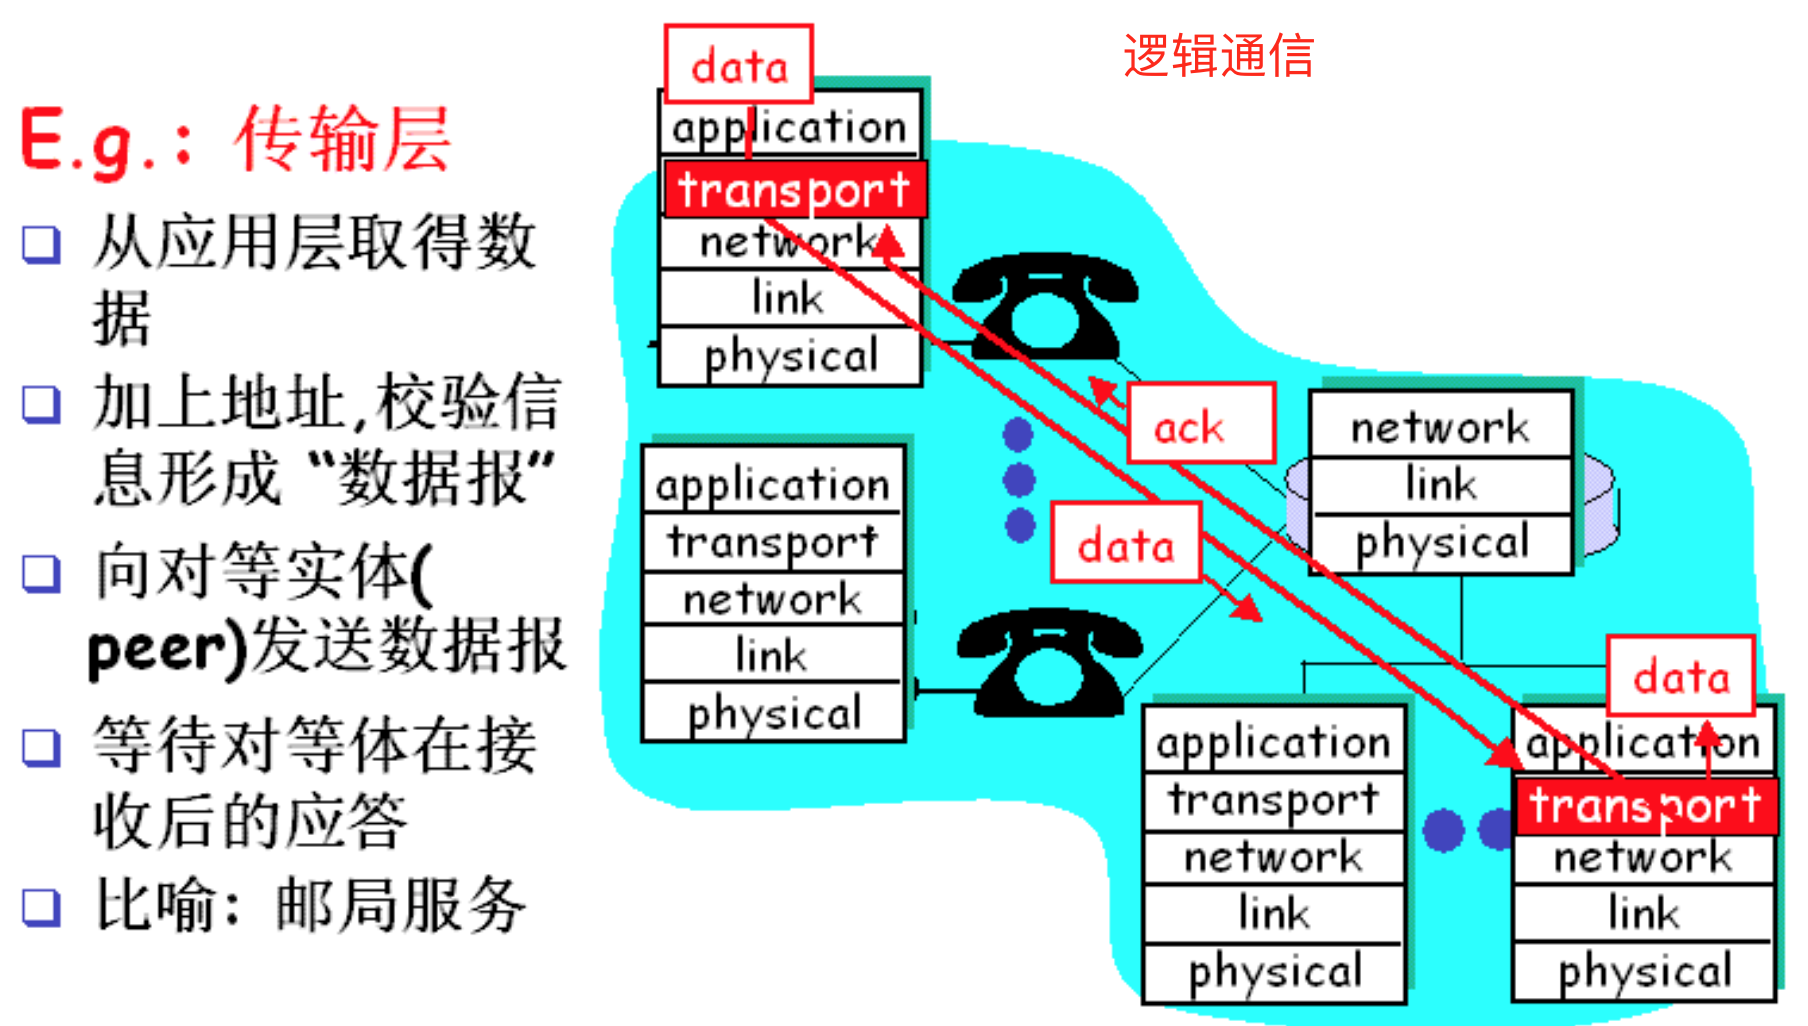 逻辑通信
E.g.: 传输层
从应用层取得数
据
加上地址,校验信
息形成 “数据报”
向对等实体(
peer)发送数据报
等待对等体在接
收后的应答
比喻: 邮局服务
data
application
transport
network
link
physical
application
transport
network
link
physical
ack
data
network
link
physical
application
transport
network
link
physical
data
application
transport
network
link
physical